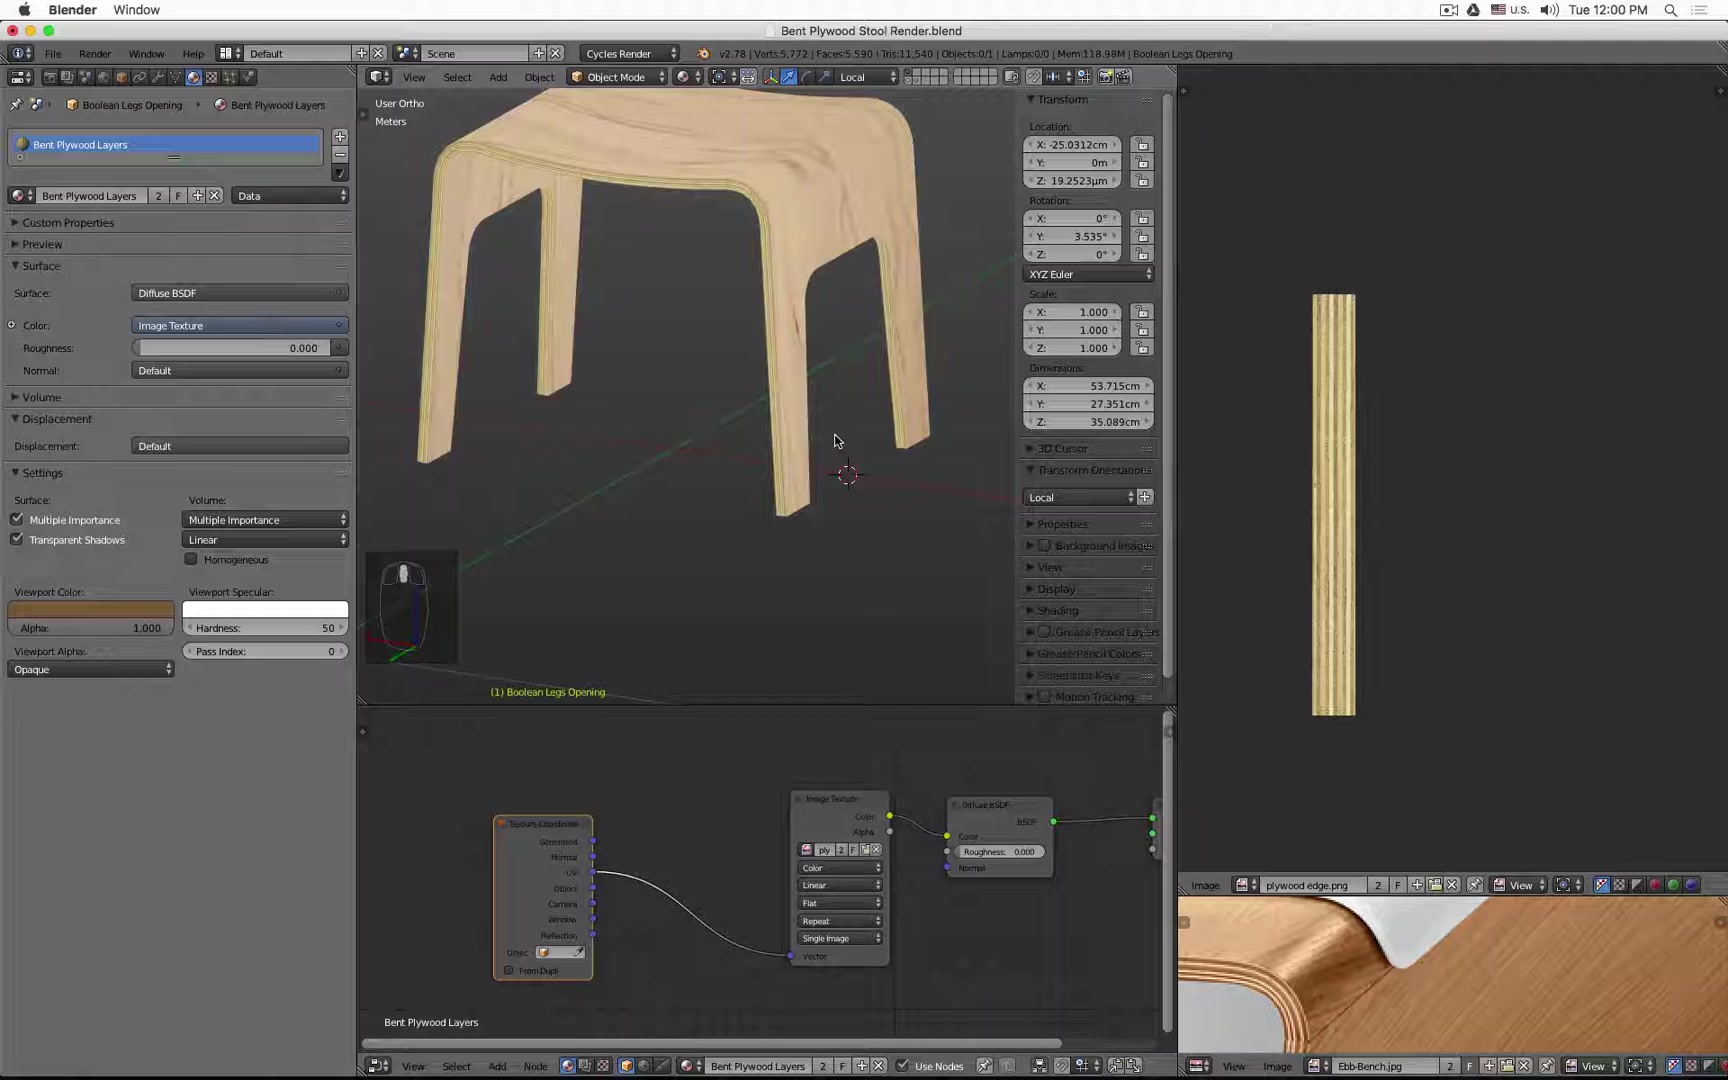 Blender Window U.S. Tue 12:00 PM
Bent Plywood Stool Render.blend
File Render Window Help Default Scene Cycles Render v2.78 | Verts:5,772 | Faces:5,590 | Tris:11,540 | Objects:0/1 | Lamps:0/0 | Mem:118.98M | Boolean Legs Opening
View Select Add Object Object Mode Local
Boolean Legs Opening Bent Plywood Layers
Bent Plywood Layers
Bent Plywood Layers 2 F Data
Custom Properties
Preview
Surface
Surface: Diffuse BSDF
Color: Image Texture
Roughness: 0.000
Normal: Default
Volume
Displacement
Displacement: Default
Settings
Surface: Volume:
Multiple Importance Multiple Importance
Transparent Shadows Linear
Homogeneous
Viewport Color: Viewport Specular:
Alpha: 1.000 Hardness: 50
Viewport Alpha: Pass Index: 0
Opaque
User Ortho
Meters
(1) Boolean Legs Opening
Transform
Location:
X: -25.0312cm
Y: 0m
Z: 19.2523µm
Rotation:
X: 0°
Y: 3.535°
Z: 0°
XYZ Euler
Scale:
X: 1.000
Y: 1.000
Z: 1.000
Dimensions:
X: 53.715cm
Y: 27.351cm
Z: 35.089cm
3D Cursor
Transform Orientations
Local
Properties
Background Images
View
Display
Shading
Grease Pencil Layers
Grease Pencil Colors
Screencast Keys
Motion Tracking
Texture Coordinate
Generated
Normal
UV
Object
Camera
Window
Reflection
Objec
From Dupli
Image Texture
Color
Alpha
ply 2 F
Color
Linear
Flat
Repeat
Single Image
Vector
Diffuse BSDF
BSDF
Color
Roughness: 0.000
Normal
Bent Plywood Layers
View Select Add Node Bent Plywood Layers 2 F Use Nodes
Image plywood edge.png 2 F View
View Image Ebb-Bench.jpg 2 F View